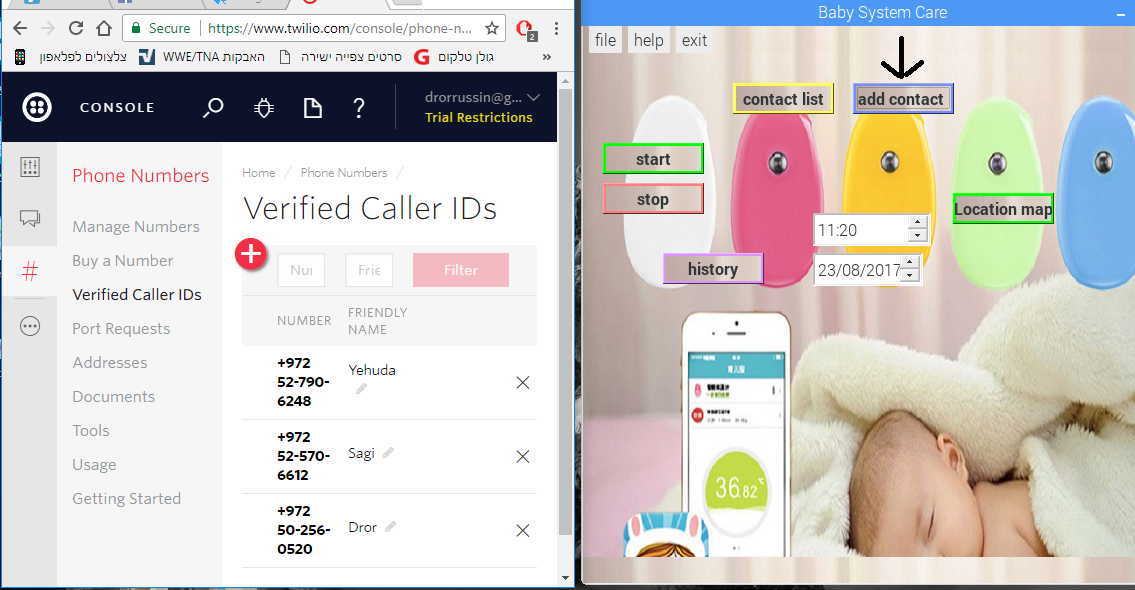 Secure
https://www.twilio.com/console/phone-n...
2
צלצולים לפלאפון
WWE/TNA האבקות
סרטים צפייה ישירה
גולן טלקום
»
CONSOLE
drorrussin@g...
Trial Restrictions
Phone Numbers
Manage Numbers
Buy a Number
Verified Caller IDs
Port Requests
Addresses
Documents
Tools
Usage
Getting Started
Home / Phone Numbers /
Verified Caller IDs
Filter
NUMBER
FRIENDLY
NAME
+972
52-790-
6248
Yehuda
+972
52-570-
6612
Sagi
+972
50-256-
0520
Dror
Baby System Care
file
help
exit
contact list
add contact
start
stop
Location map
11:20
history
23/08/2017
36.82℃